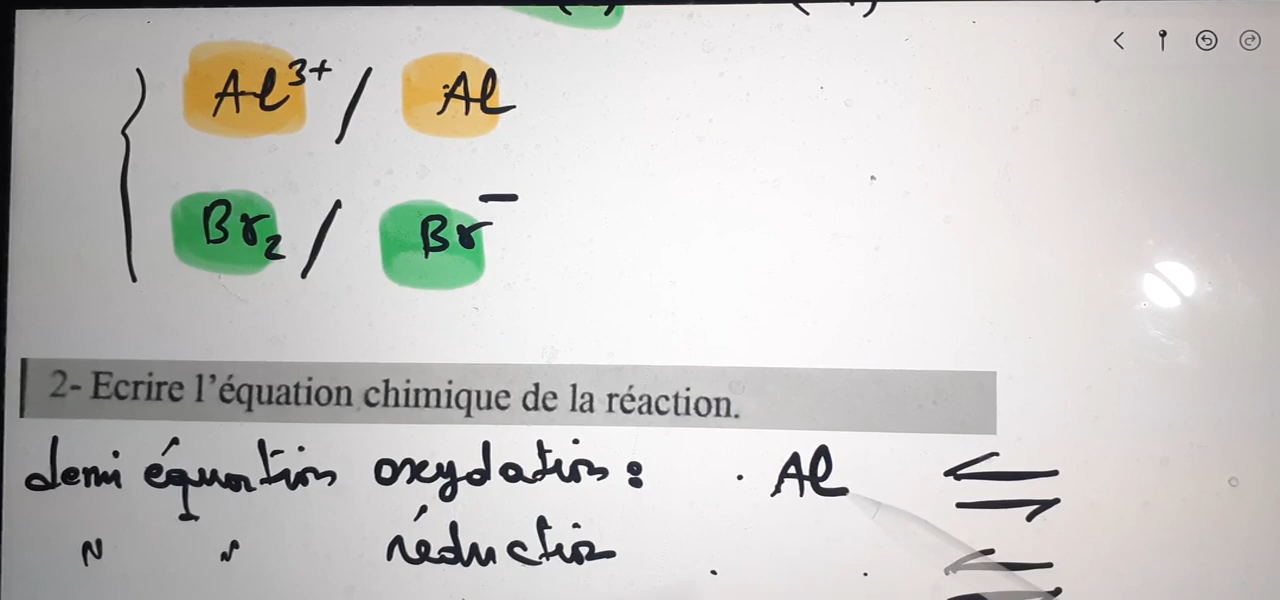 Al³⁺ / Al
Br₂ / Br⁻
2- Ecrire l'équation chimique de la réaction.
demi équation oxydation : . Al ⇌
〃 〃 réduction . . ⇌